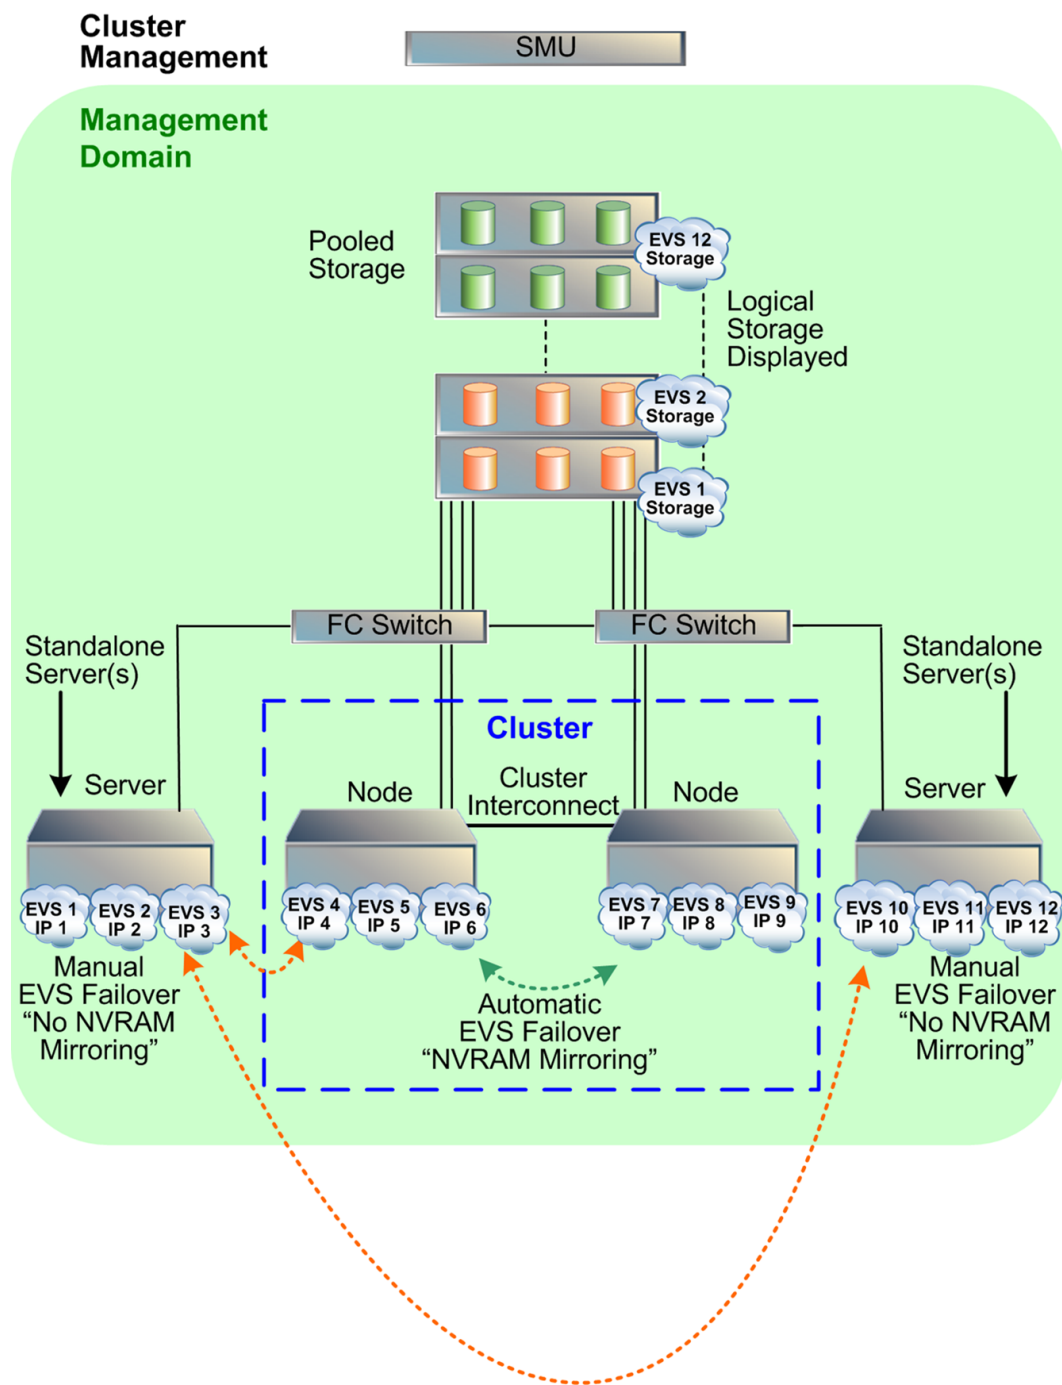 Cluster
Management
SMU
Management
Domain
Pooled
Storage
EVS 12
Storage
Logical
Storage
Displayed
EVS 2
Storage
EVS 1
Storage
FC Switch
FC Switch
Standalone
Server(s)
Standalone
Server(s)
Cluster
Server
Node
Cluster
Interconnect
Node
Server
EVS 1
IP 1
EVS 2
IP 2
EVS 3
IP 3
EVS 4
IP 4
EVS 5
IP 5
EVS 6
IP 6
EVS 7
IP 7
EVS 8
IP 8
EVS 9
IP 9
EVS 10
IP 10
EVS 11
IP 11
EVS 12
IP 12
Manual
EVS Failover
“No NVRAM
Mirroring”
Automatic
EVS Failover
“NVRAM Mirroring”
Manual
EVS Failover
“No NVRAM
Mirroring”